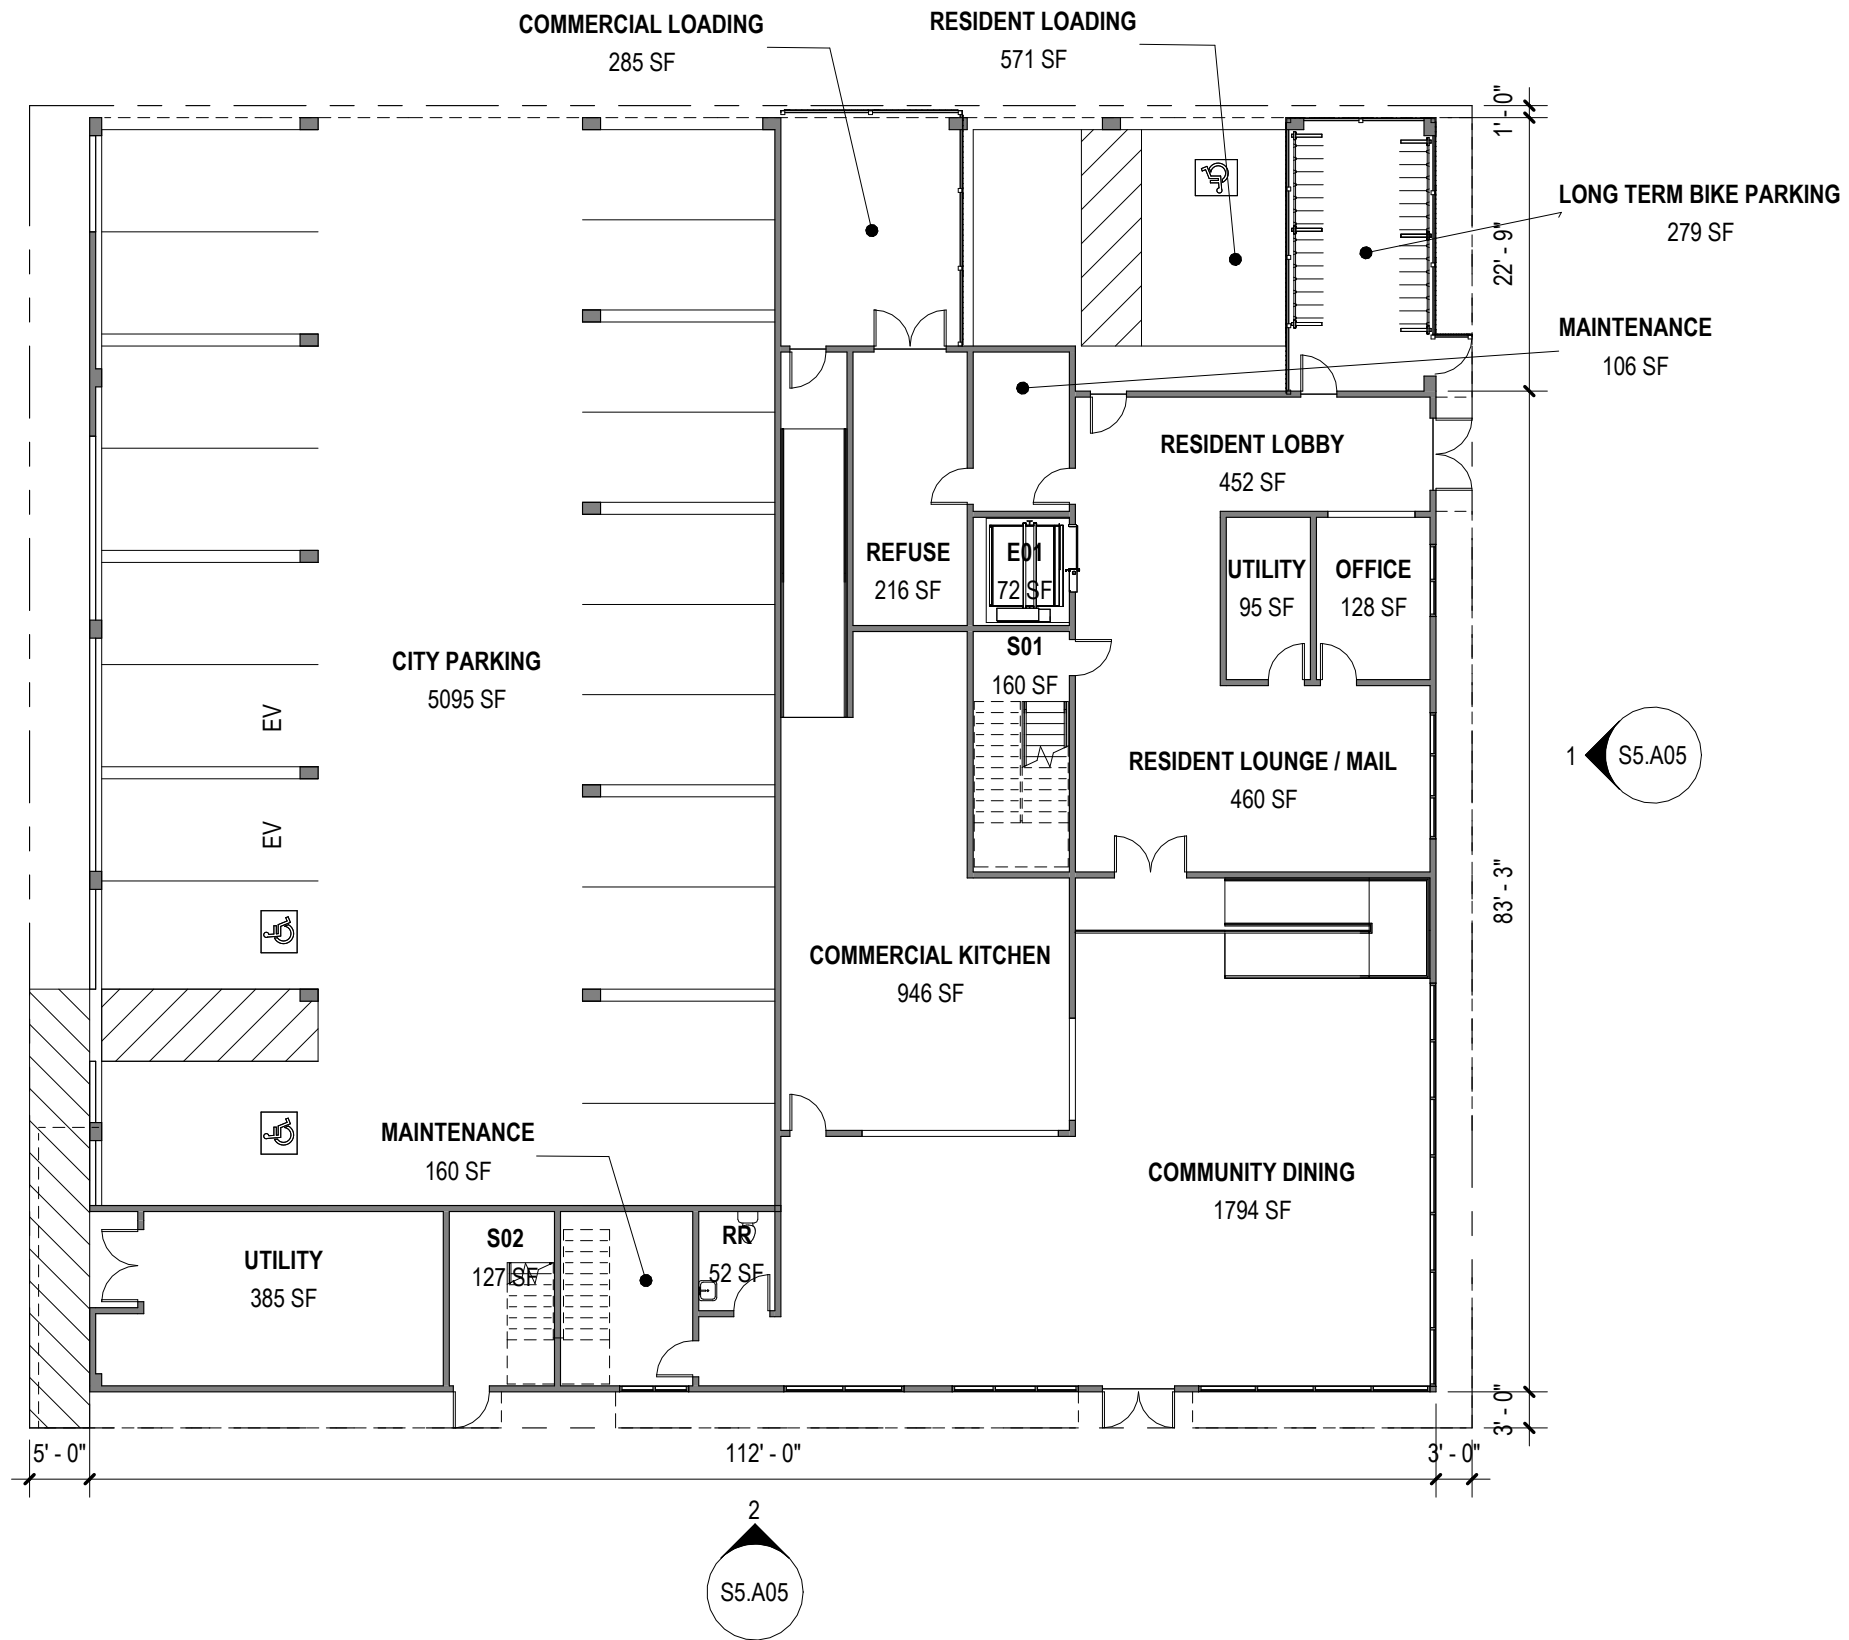 COMMERCIAL LOADING
285 SF
RESIDENT LOADING
571 SF
1' - 0"
LONG TERM BIKE PARKING
279 SF
22' - 9"
MAINTENANCE
106 SF
RESIDENT LOBBY
452 SF
REFUSE
216 SF
E01
72 SF
UTILITY
95 SF
OFFICE
128 SF
CITY PARKING
5095 SF
S01
160 SF
EV
EV
RESIDENT LOUNGE / MAIL
460 SF
1
S5.A05
83' - 3"
COMMERCIAL KITCHEN
946 SF
MAINTENANCE
160 SF
COMMUNITY DINING
1794 SF
UTILITY
385 SF
S02
127 SF
RR
52 SF
3' - 0"
5' - 0"
112' - 0"
3' - 0"
2
S5.A05